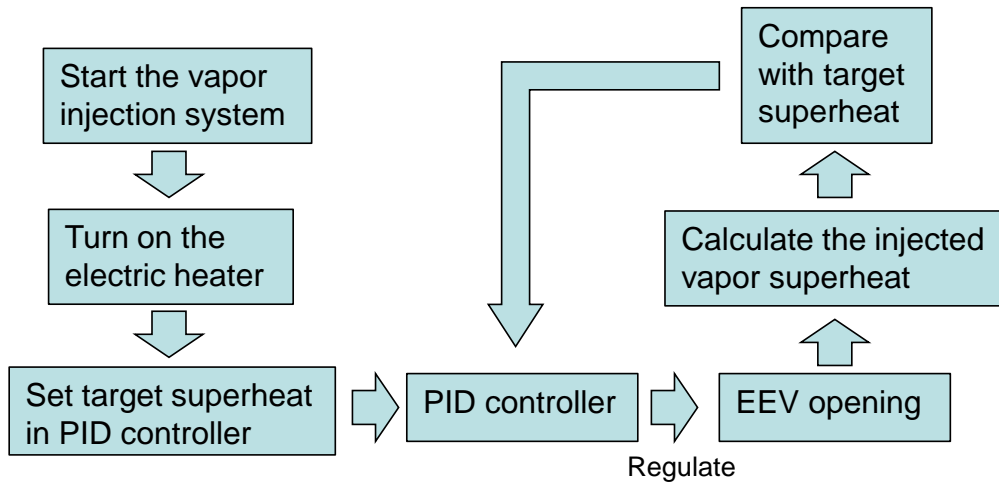 Start the vapor
injection system
Turn on the
electric heater
Set target superheat
in PID controller
PID controller
Regulate
EEV opening
Calculate the injected
vapor superheat
Compare
with target
superheat